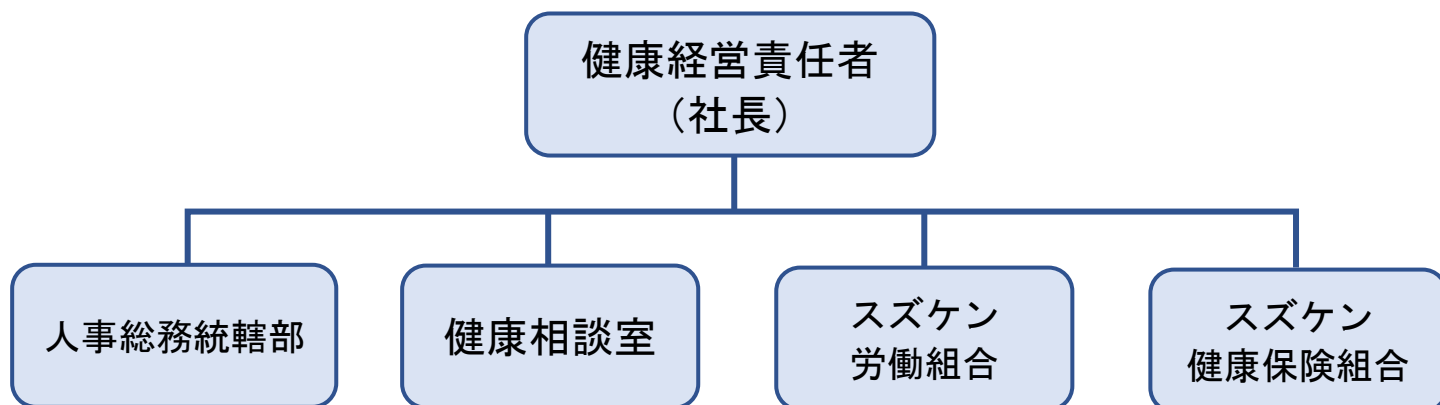 健康経営責任者
（社長）
人事総務統轄部
健康相談室
スズケン
労働組合
スズケン
健康保険組合